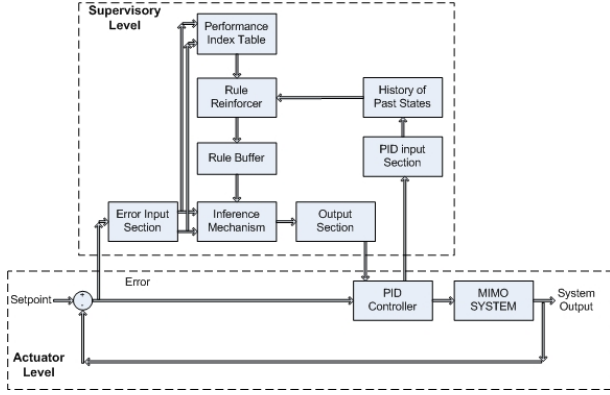 Supervisory
Level
Performance
Index Table
Rule
Reinforcer
History of
Past States
Rule Buffer
PID input
Section
Error Input
Section
Inference
Mechanism
Output
Section
Error
Setpoint
PID
Controller
MIMO
SYSTEM
System
Output
Actuator
Level